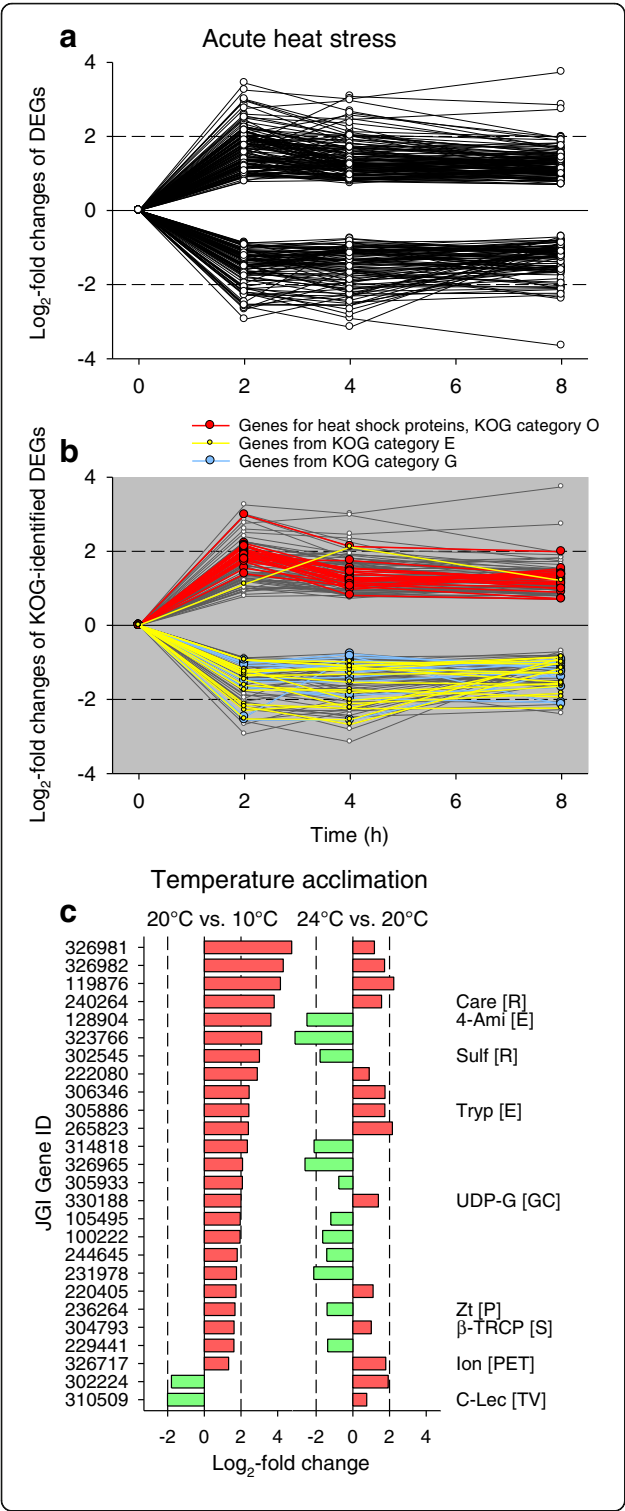 a Acute heat stress
4
2
0
-2
-4
Log2-fold changes of DEGs
0 2 4 6 8
Genes for heat shock proteins, KOG category O
Genes from KOG category E
Genes from KOG category G
b
4
2
0
-2
-4
Log2-fold changes of KOG-identified DEGs
0 2 4 6 8
Time (h)
Temperature acclimation
c
20°C vs. 10°C 24°C vs. 20°C
JGI Gene ID
326981
326982
119876
240264 Care [R]
128904 4-Ami [E]
323766
302545 Sulf [R]
222080
306346
305886 Tryp [E]
265823
314818
326965
305933
330188 UDP-G [GC]
105495
100222
244645
231978
220405
236264 Zt [P]
304793 β-TRCP [S]
229441
326717 Ion [PET]
302224
310509 C-Lec [TV]
-2 0 2 4 -2 0 2 4
Log2-fold change